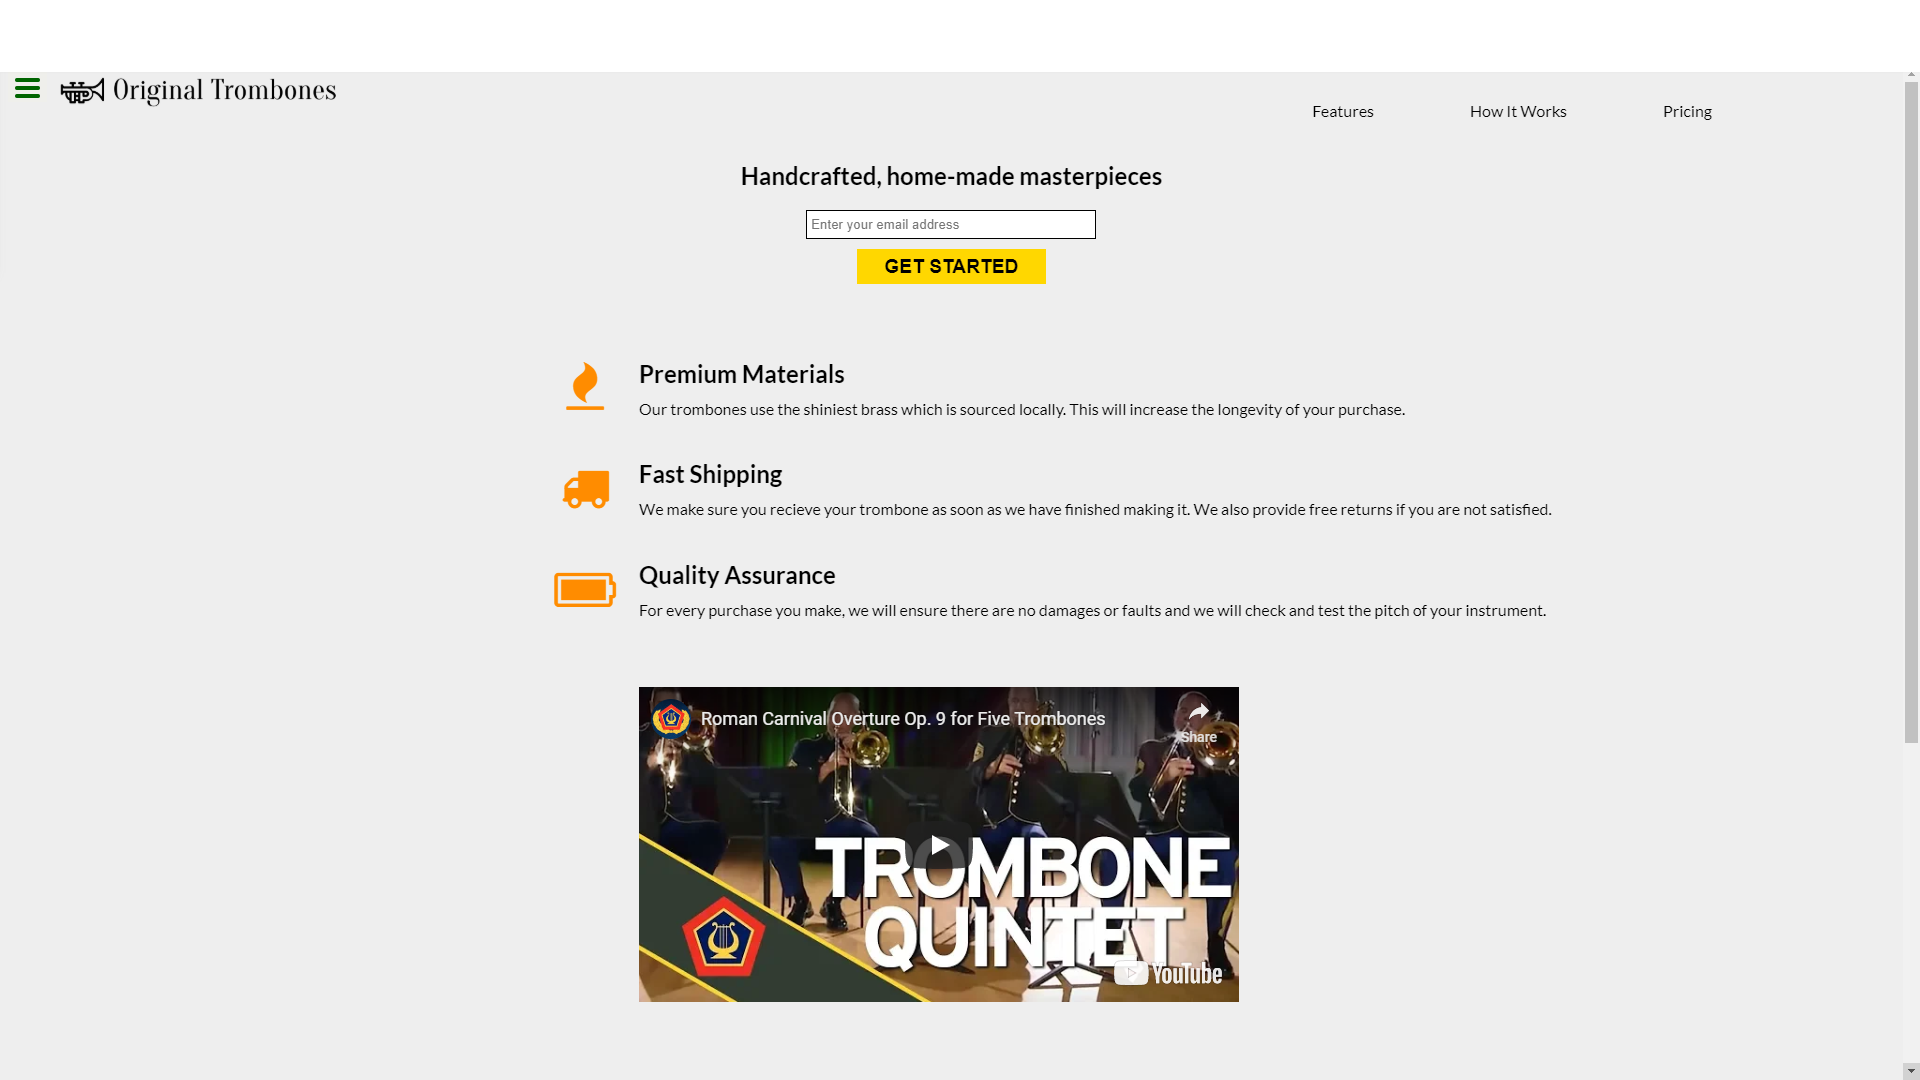 Original Trombones
Features
How It Works
Pricing
Handcrafted, home-made masterpieces
Enter your email address
GET STARTED
Premium Materials
Our trombones use the shiniest brass which is sourced locally. This will increase the longevity of your purchase.
Fast Shipping
We make sure you recieve your trombone as soon as we have finished making it. We also provide free returns if you are not satisfied.
Quality Assurance
For every purchase you make, we will ensure there are no damages or faults and we will check and test the pitch of your instrument.
Roman Carnival Overture Op. 9 for Five Trombones
Share
TROMBONE
QUINTET
YouTube